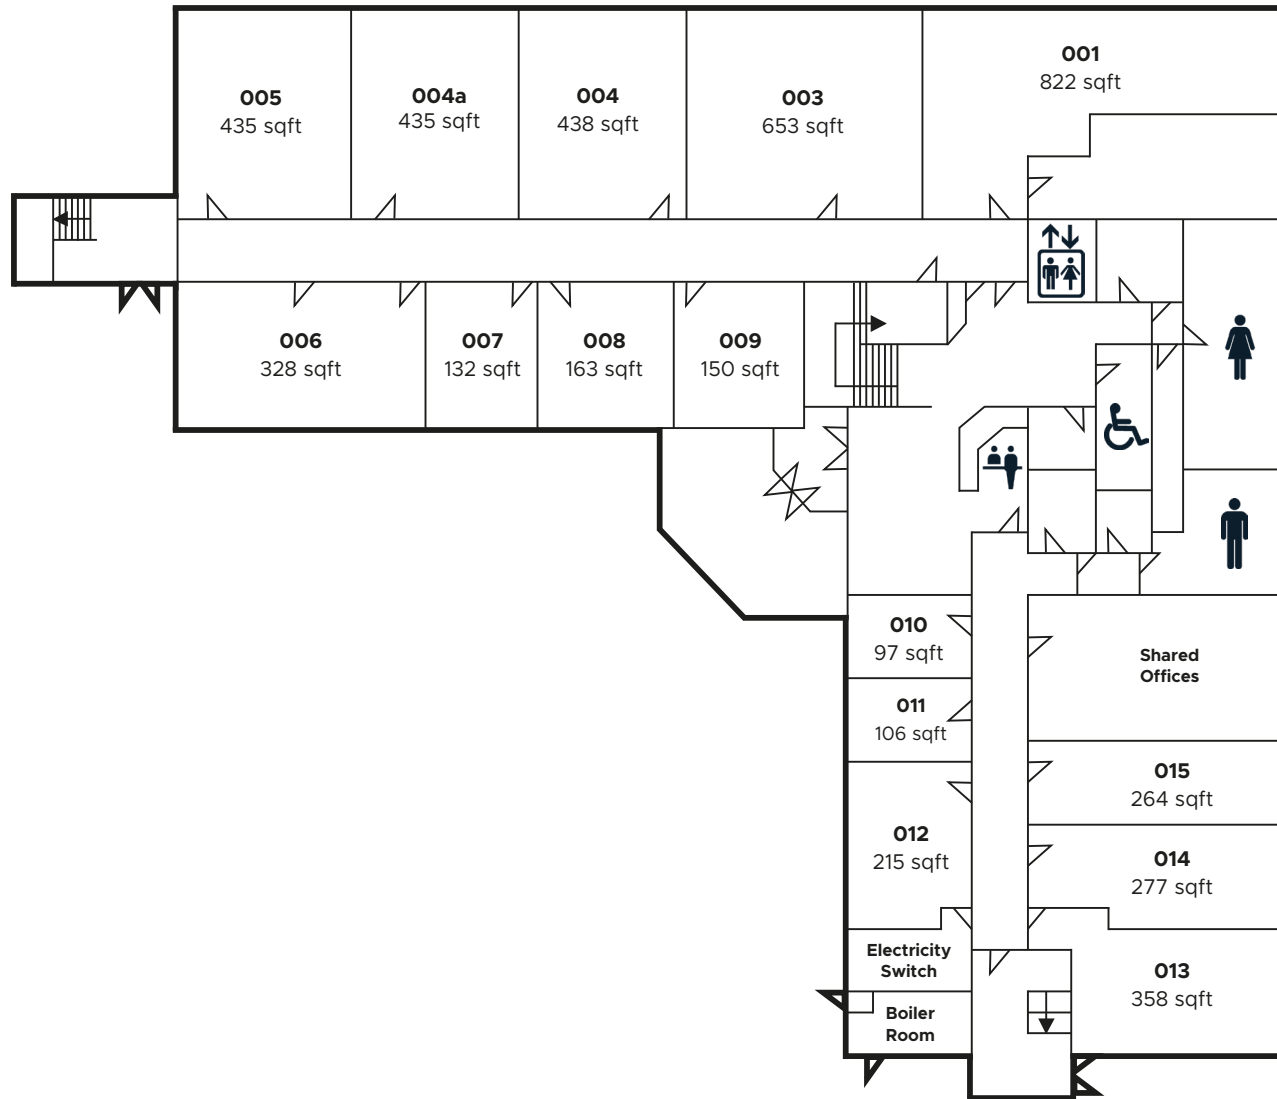 001
822 sqft
005
435 sqft
004a
435 sqft
004
438 sqft
003
653 sqft
006
328 sqft
007
132 sqft
008
163 sqft
009
150 sqft
010
97 sqft
Shared
Offices
011
106 sqft
015
264 sqft
012
215 sqft
014
277 sqft
Electricity
Switch
013
358 sqft
Boiler
Room